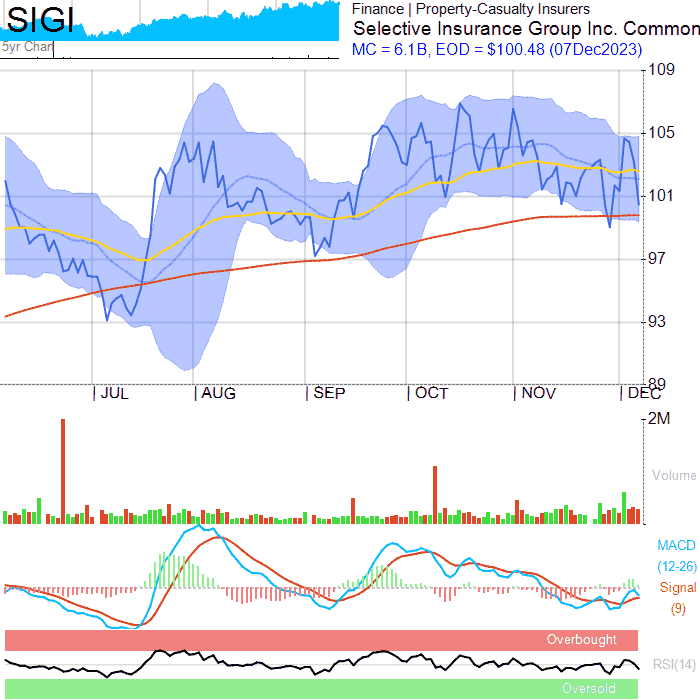 SIGI
5yr Chart
Finance | Property-Casualty Insurers
Selective Insurance Group Inc. Common
MC = 6.1B, EOD = $100.48 (07Dec2023)
109
105
101
97
93
89
JUL AUG SEP OCT NOV DEC
2M
Volume
MACD
(12-26)
Signal
(9)
Overbought
RSI(14)
Oversold